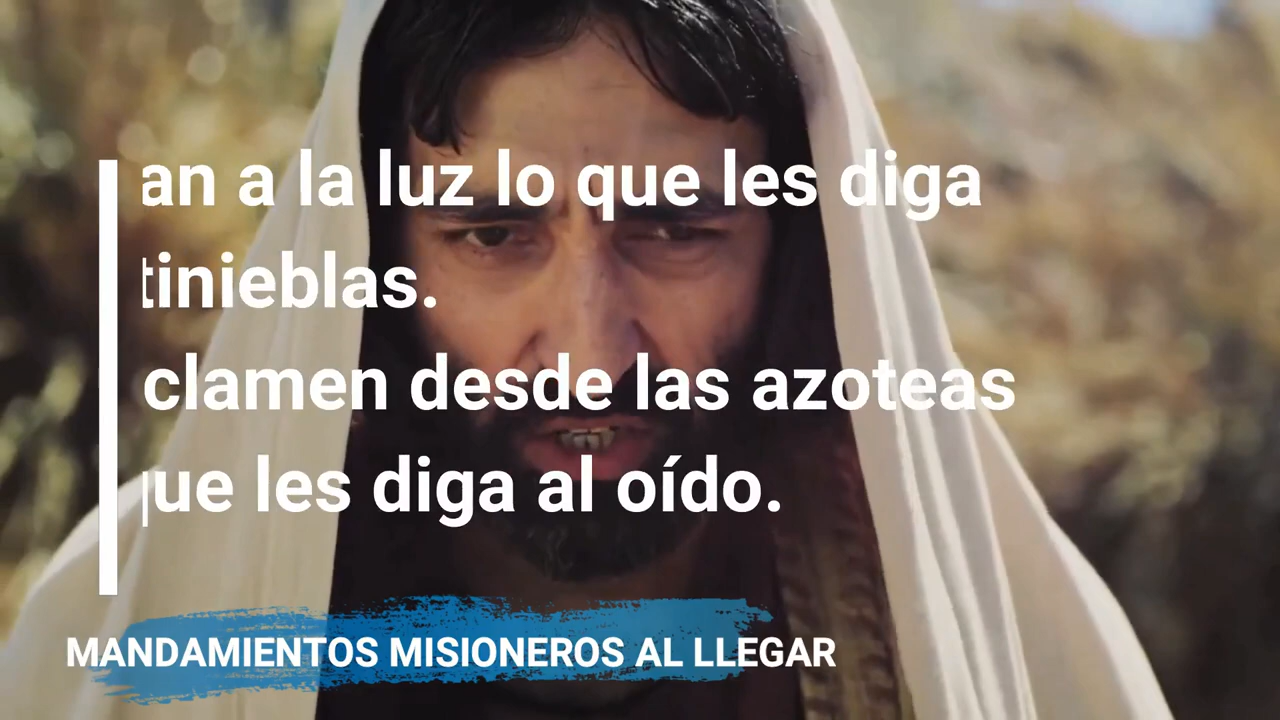 an a la luz lo que les diga
tinieblas.
clamen desde las azoteas
ue les diga al oído.
MANDAMIENTOS MISIONEROS AL LLEGAR